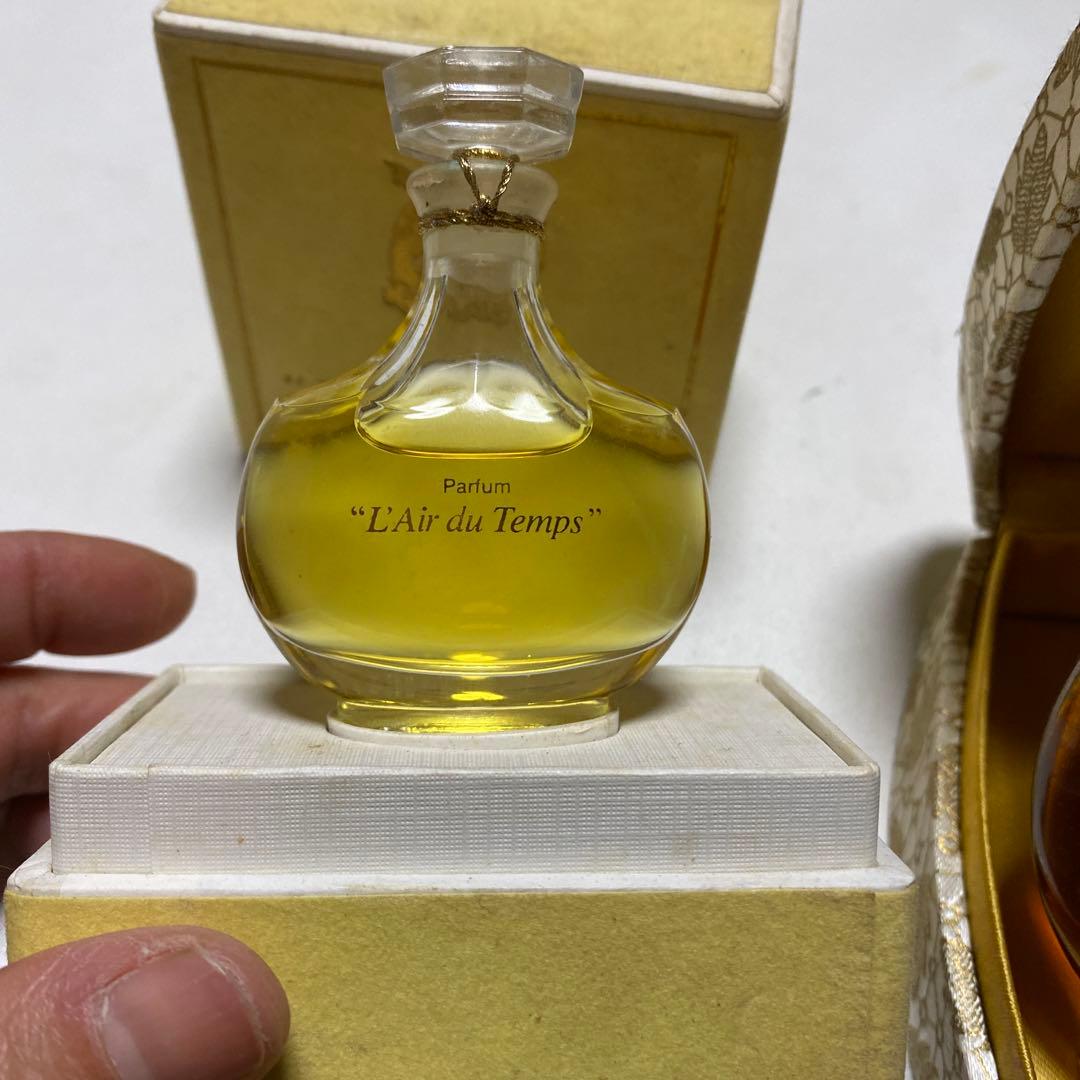 Parfum
“L'Air du Temps”